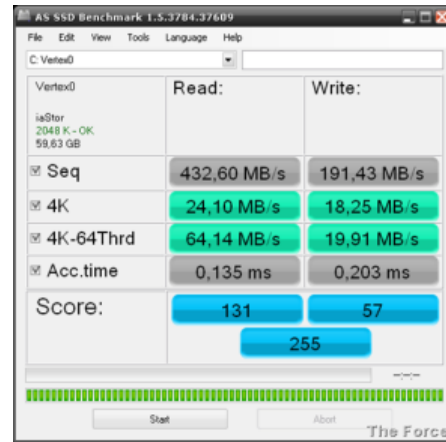 AS SSD Benchmark 1.5.3784.37609
File Edit View Tools Language Help
C: Vertex0
Vertex0
iaStor
2048 K - OK
59,63 GB
Read: Write:
Seq 432,60 MB/s 191,43 MB/s
4K 24,10 MB/s 18,25 MB/s
4K-64Thrd 64,14 MB/s 19,91 MB/s
Acc.time 0,135 ms 0,203 ms
Score: 131 57
255
-:-:-
Start Abort
The Force